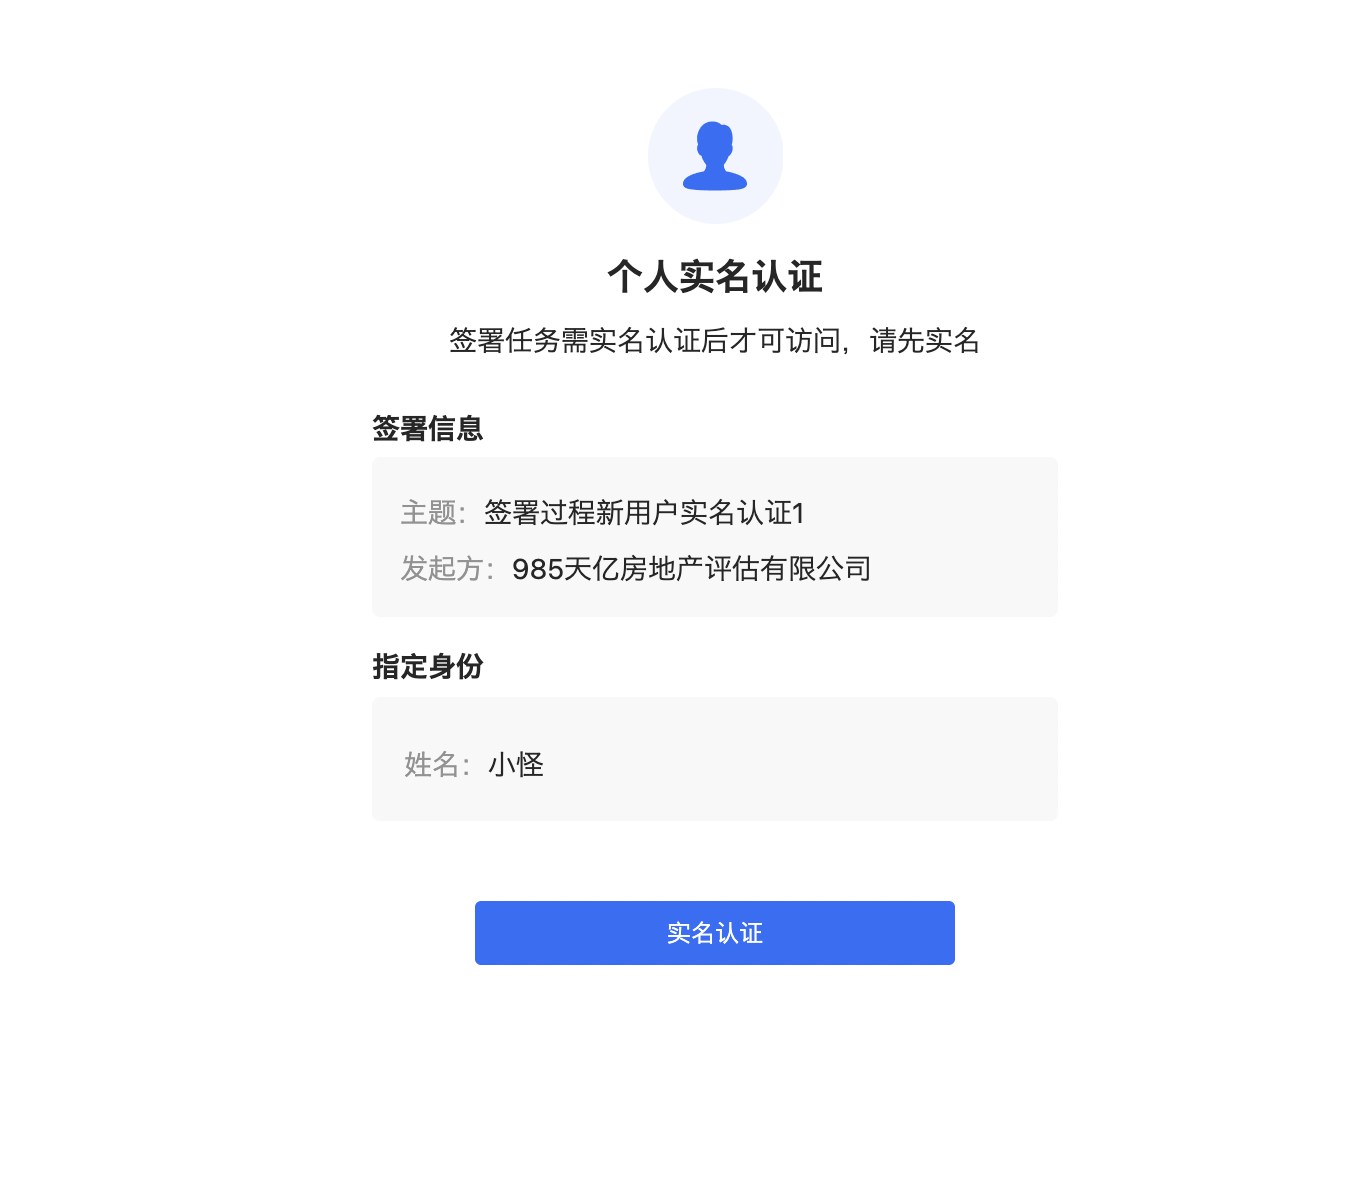 个人实名认证
签署任务需实名认证后才可访问，请先实名
签署信息
主题：签署过程新用户实名认证1
发起方：985天亿房地产评估有限公司
指定身份
姓名：小怪
实名认证